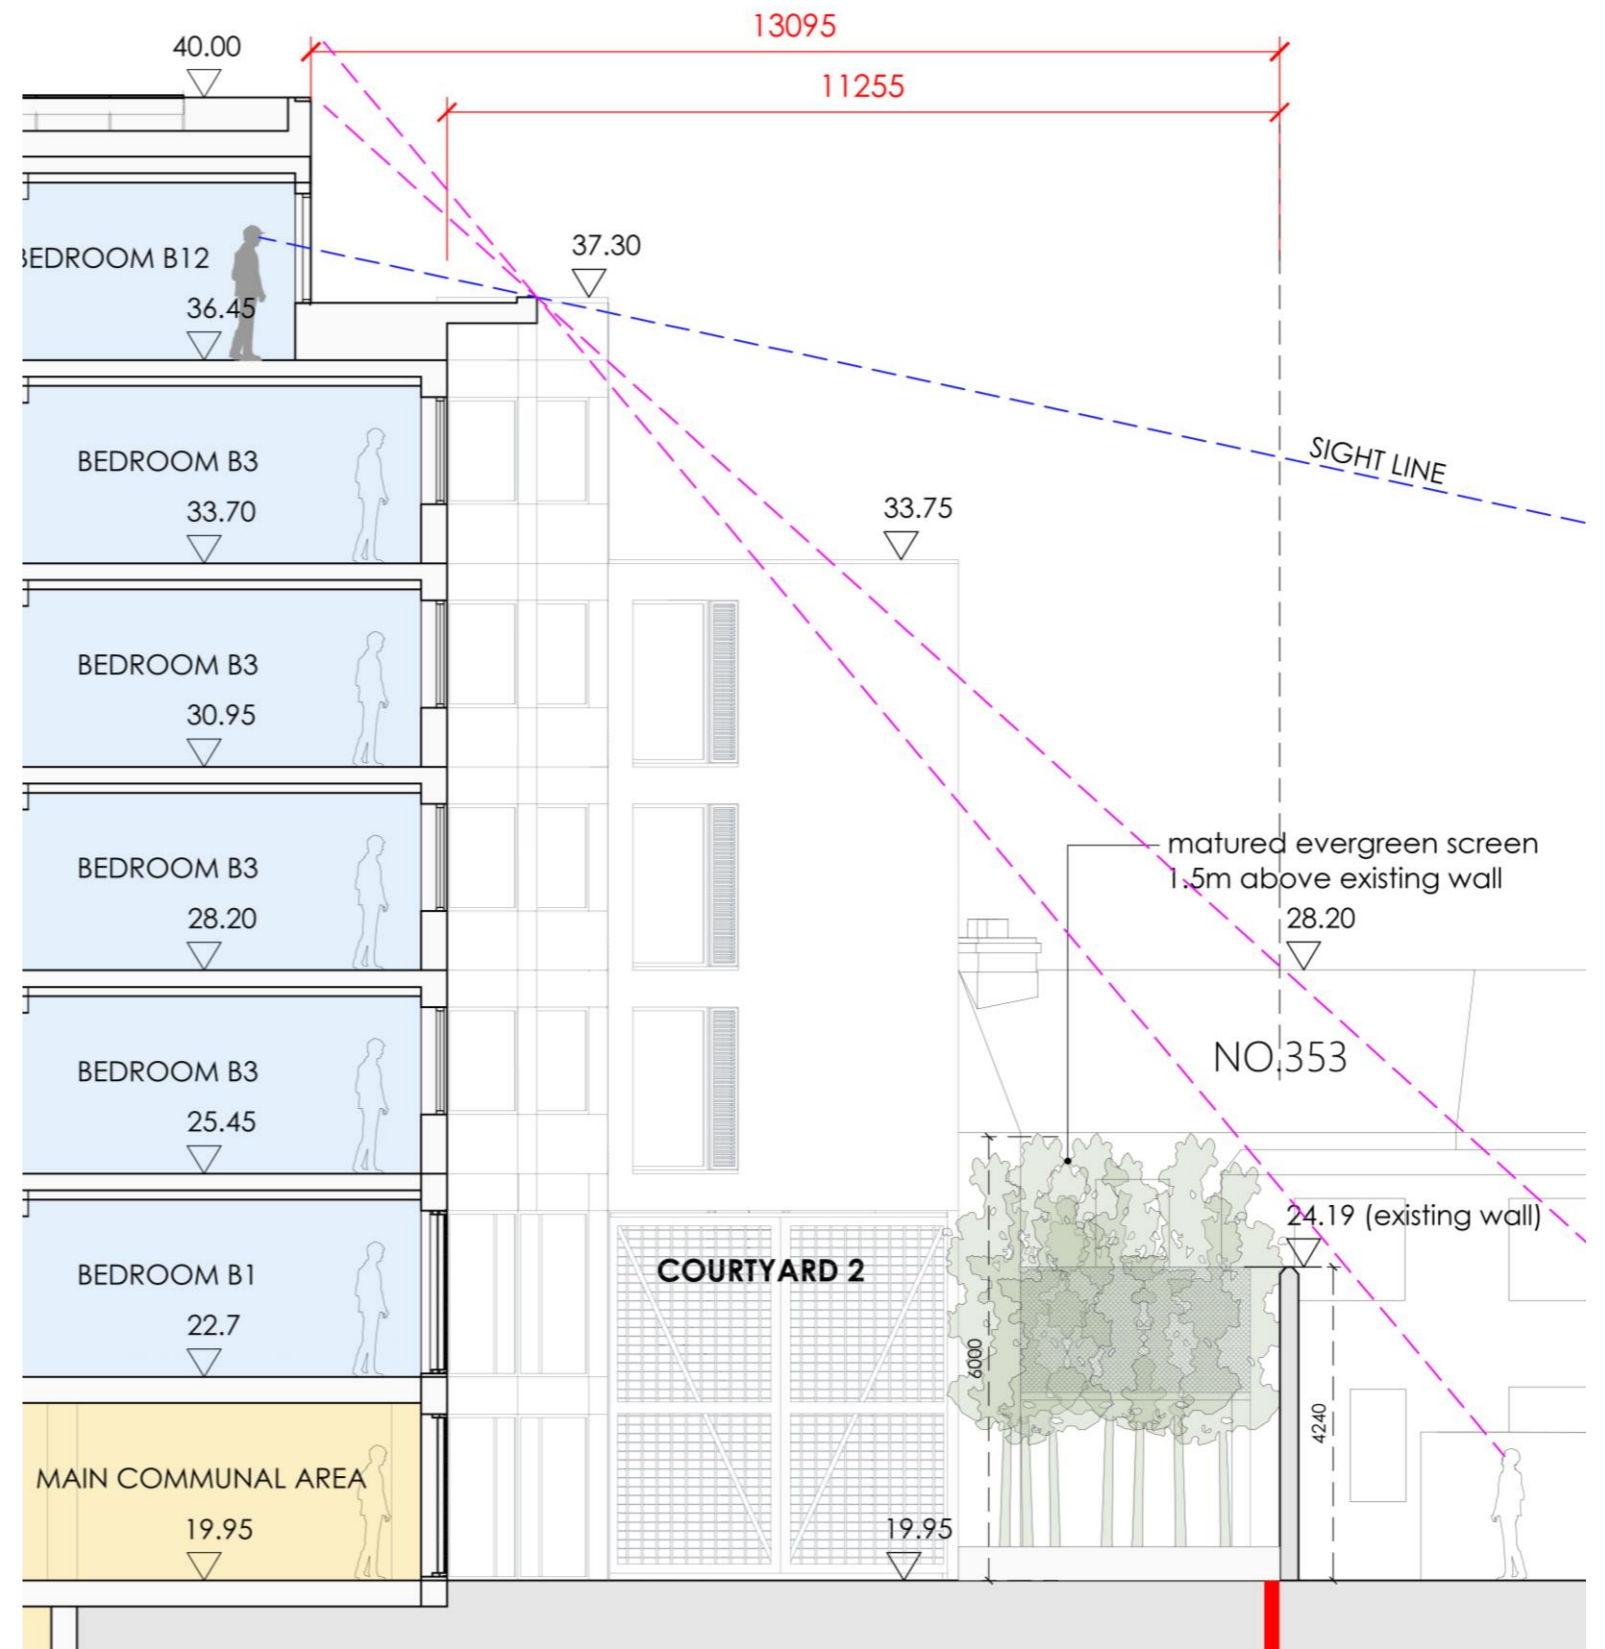 13095
40.00
11255
37.30
BEDROOM B12
36.45
SIGHT LINE
BEDROOM B3
33.70
33.75
BEDROOM B3
30.95
BEDROOM B3
28.20
matured evergreen screen
1.5m above existing wall
28.20
BEDROOM B3
25.45
NO.353
24.19 (existing wall)
BEDROOM B1
22.7
COURTYARD 2
6000
4240
MAIN COMMUNAL AREA
19.95
19.95